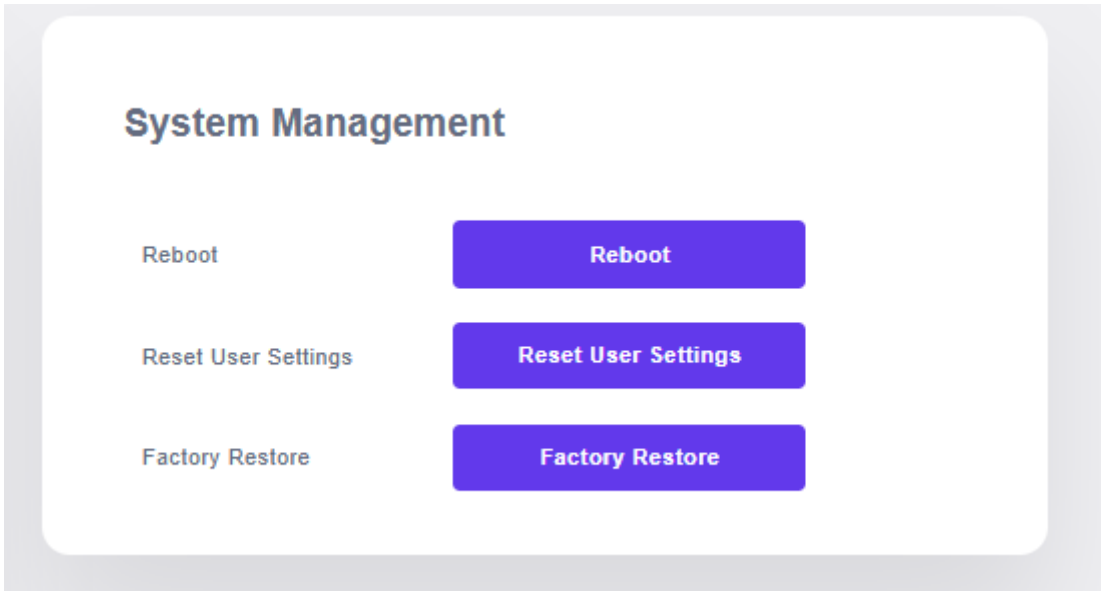 System Management
Reboot Reboot
Reset User Settings Reset User Settings
Factory Restore Factory Restore